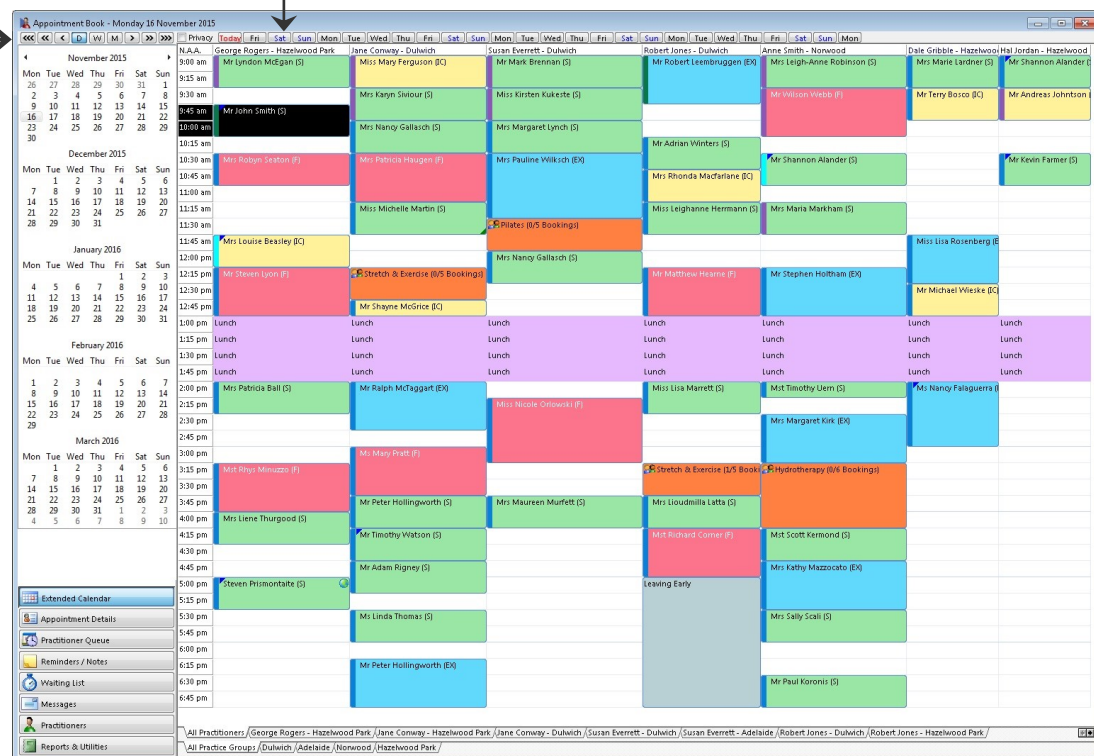 Appointment Book - Monday 16 November 2015
<<< << < D W M > >> >>> Privacy Today Fri Sat Sun Mon Tue Wed Thu Fri Sat Sun Mon Tue Wed Thu Fri Sat Sun Mon Tue Wed Thu Fri Sat Sun Mon
N.A.A. George Rogers - Hazelwood Park Jane Conway - Dulwich Susan Everrett - Dulwich Robert Jones - Dulwich Anne Smith - Norwood Dale Gribble - Hazelwoo Hal Jordan - Hazelwood
November 2015
Mon Tue Wed Thu Fri Sat Sun
26 27 28 29 30 31 1
2 3 4 5 6 7 8
9 10 11 12 13 14 15
16 17 18 19 20 21 22
23 24 25 26 27 28 29
30
December 2015
Mon Tue Wed Thu Fri Sat Sun
1 2 3 4 5 6
7 8 9 10 11 12 13
14 15 16 17 18 19 20
21 22 23 24 25 26 27
28 29 30 31
January 2016
Mon Tue Wed Thu Fri Sat Sun
1 2 3
4 5 6 7 8 9 10
11 12 13 14 15 16 17
18 19 20 21 22 23 24
25 26 27 28 29 30 31
February 2016
Mon Tue Wed Thu Fri Sat Sun
1 2 3 4 5 6 7
8 9 10 11 12 13 14
15 16 17 18 19 20 21
22 23 24 25 26 27 28
29
March 2016
Mon Tue Wed Thu Fri Sat Sun
1 2 3 4 5 6
7 8 9 10 11 12 13
14 15 16 17 18 19 20
21 22 23 24 25 26 27
28 29 30 31 1 2 3
4 5 6 7 8 9 10
Extended Calendar
Appointment Details
Practitioner Queue
Reminders / Notes
Waiting List
Messages
Practitioners
Reports & Utilities
9:00 am Mr Lyndon McEgan (S) Miss Mary Ferguson (IC) Mr Mark Brennan (S) Mr Robert Leembruggen (EX) Mrs Leigh-Anne Robinson (S) Mrs Marie Lardner (S) Mr Shannon Alander (
9:15 am
9:30 am Mrs Karyn Siviour (S) Miss Kirsten Kukeste (S) Mr Wilson Webb (F) Mr Terry Bosco (IC) Mr Andreas Johntson
9:45 am Mr John Smith (S)
10:00 am Mrs Nancy Gallasch (S) Mrs Margaret Lynch (S)
10:15 am Mr Adrian Winters (S)
10:30 am Mrs Robyn Seaton (F) Mrs Patricia Haugen (F) Mrs Pauline Wilksch (EX) Mr Shannon Alander (S) Mr Kevin Farmer (S)
10:45 am Mrs Rhonda Macfarlane (IC)
11:00 am
11:15 am Miss Michelle Martin (S) Miss Leighanne Herrmann (S) Mrs Maria Markham (S)
11:30 am Pilates (0/5 Bookings)
11:45 am Mrs Louise Beasley (IC) Miss Lisa Rosenberg (E
12:00 pm Mrs Nancy Gallasch (S)
12:15 pm Mr Steven Lyon (F) Stretch & Exercise (0/5 Bookings) Mr Matthew Hearne (F) Mr Stephen Holtham (EX)
12:30 pm Mr Michael Wieske (IC)
12:45 pm Mr Shayne McGrice (IC)
1:00 pm Lunch Lunch Lunch Lunch Lunch Lunch Lunch
1:15 pm Lunch Lunch Lunch Lunch Lunch Lunch Lunch
1:30 pm Lunch Lunch Lunch Lunch Lunch Lunch Lunch
1:45 pm Lunch Lunch Lunch Lunch Lunch Lunch Lunch
2:00 pm Mrs Patricia Ball (S) Mr Ralph McTaggart (EX) Miss Lisa Marrett (S) Mst Timothy Uern (S) Ms Nancy Falaguerra (
2:15 pm Miss Nicole Orlowski (F)
2:30 pm Mrs Margaret Kirk (EX)
2:45 pm
3:00 pm Ms Mary Pratt (F)
3:15 pm Mst Rhys Minuzzo (F) Stretch & Exercise (1/5 Booki Hydrotherapy (0/6 Bookings)
3:30 pm
3:45 pm Mr Peter Hollingworth (S) Mrs Maureen Murfett (S) Mrs Lioudmilla Latta (S)
4:00 pm Mrs Liene Thurgood (S)
4:15 pm Mr Timothy Watson (S) Mst Richard Comer (F) Mst Scott Kermond (S)
4:30 pm
4:45 pm Mr Adam Rigney (S) Mrs Kathy Mazzocato (EX)
5:00 pm Steven Prismontaite (S) Leaving Early
5:15 pm
5:30 pm Ms Linda Thomas (S) Mrs Sally Scali (S)
5:45 pm
6:00 pm
6:15 pm Mr Peter Hollingworth (EX)
6:30 pm Mr Paul Koronis (S)
6:45 pm
All Practitioners / George Rogers - Hazelwood Park / Jane Conway - Hazelwood Park / Jane Conway - Dulwich / Susan Everrett - Dulwich / Susan Everrett - Adelaide / Robert Jones - Dulwich / Robert Jones - Hazelwood Park /
All Practice Groups / Dulwich / Adelaide / Norwood / Hazelwood Park /